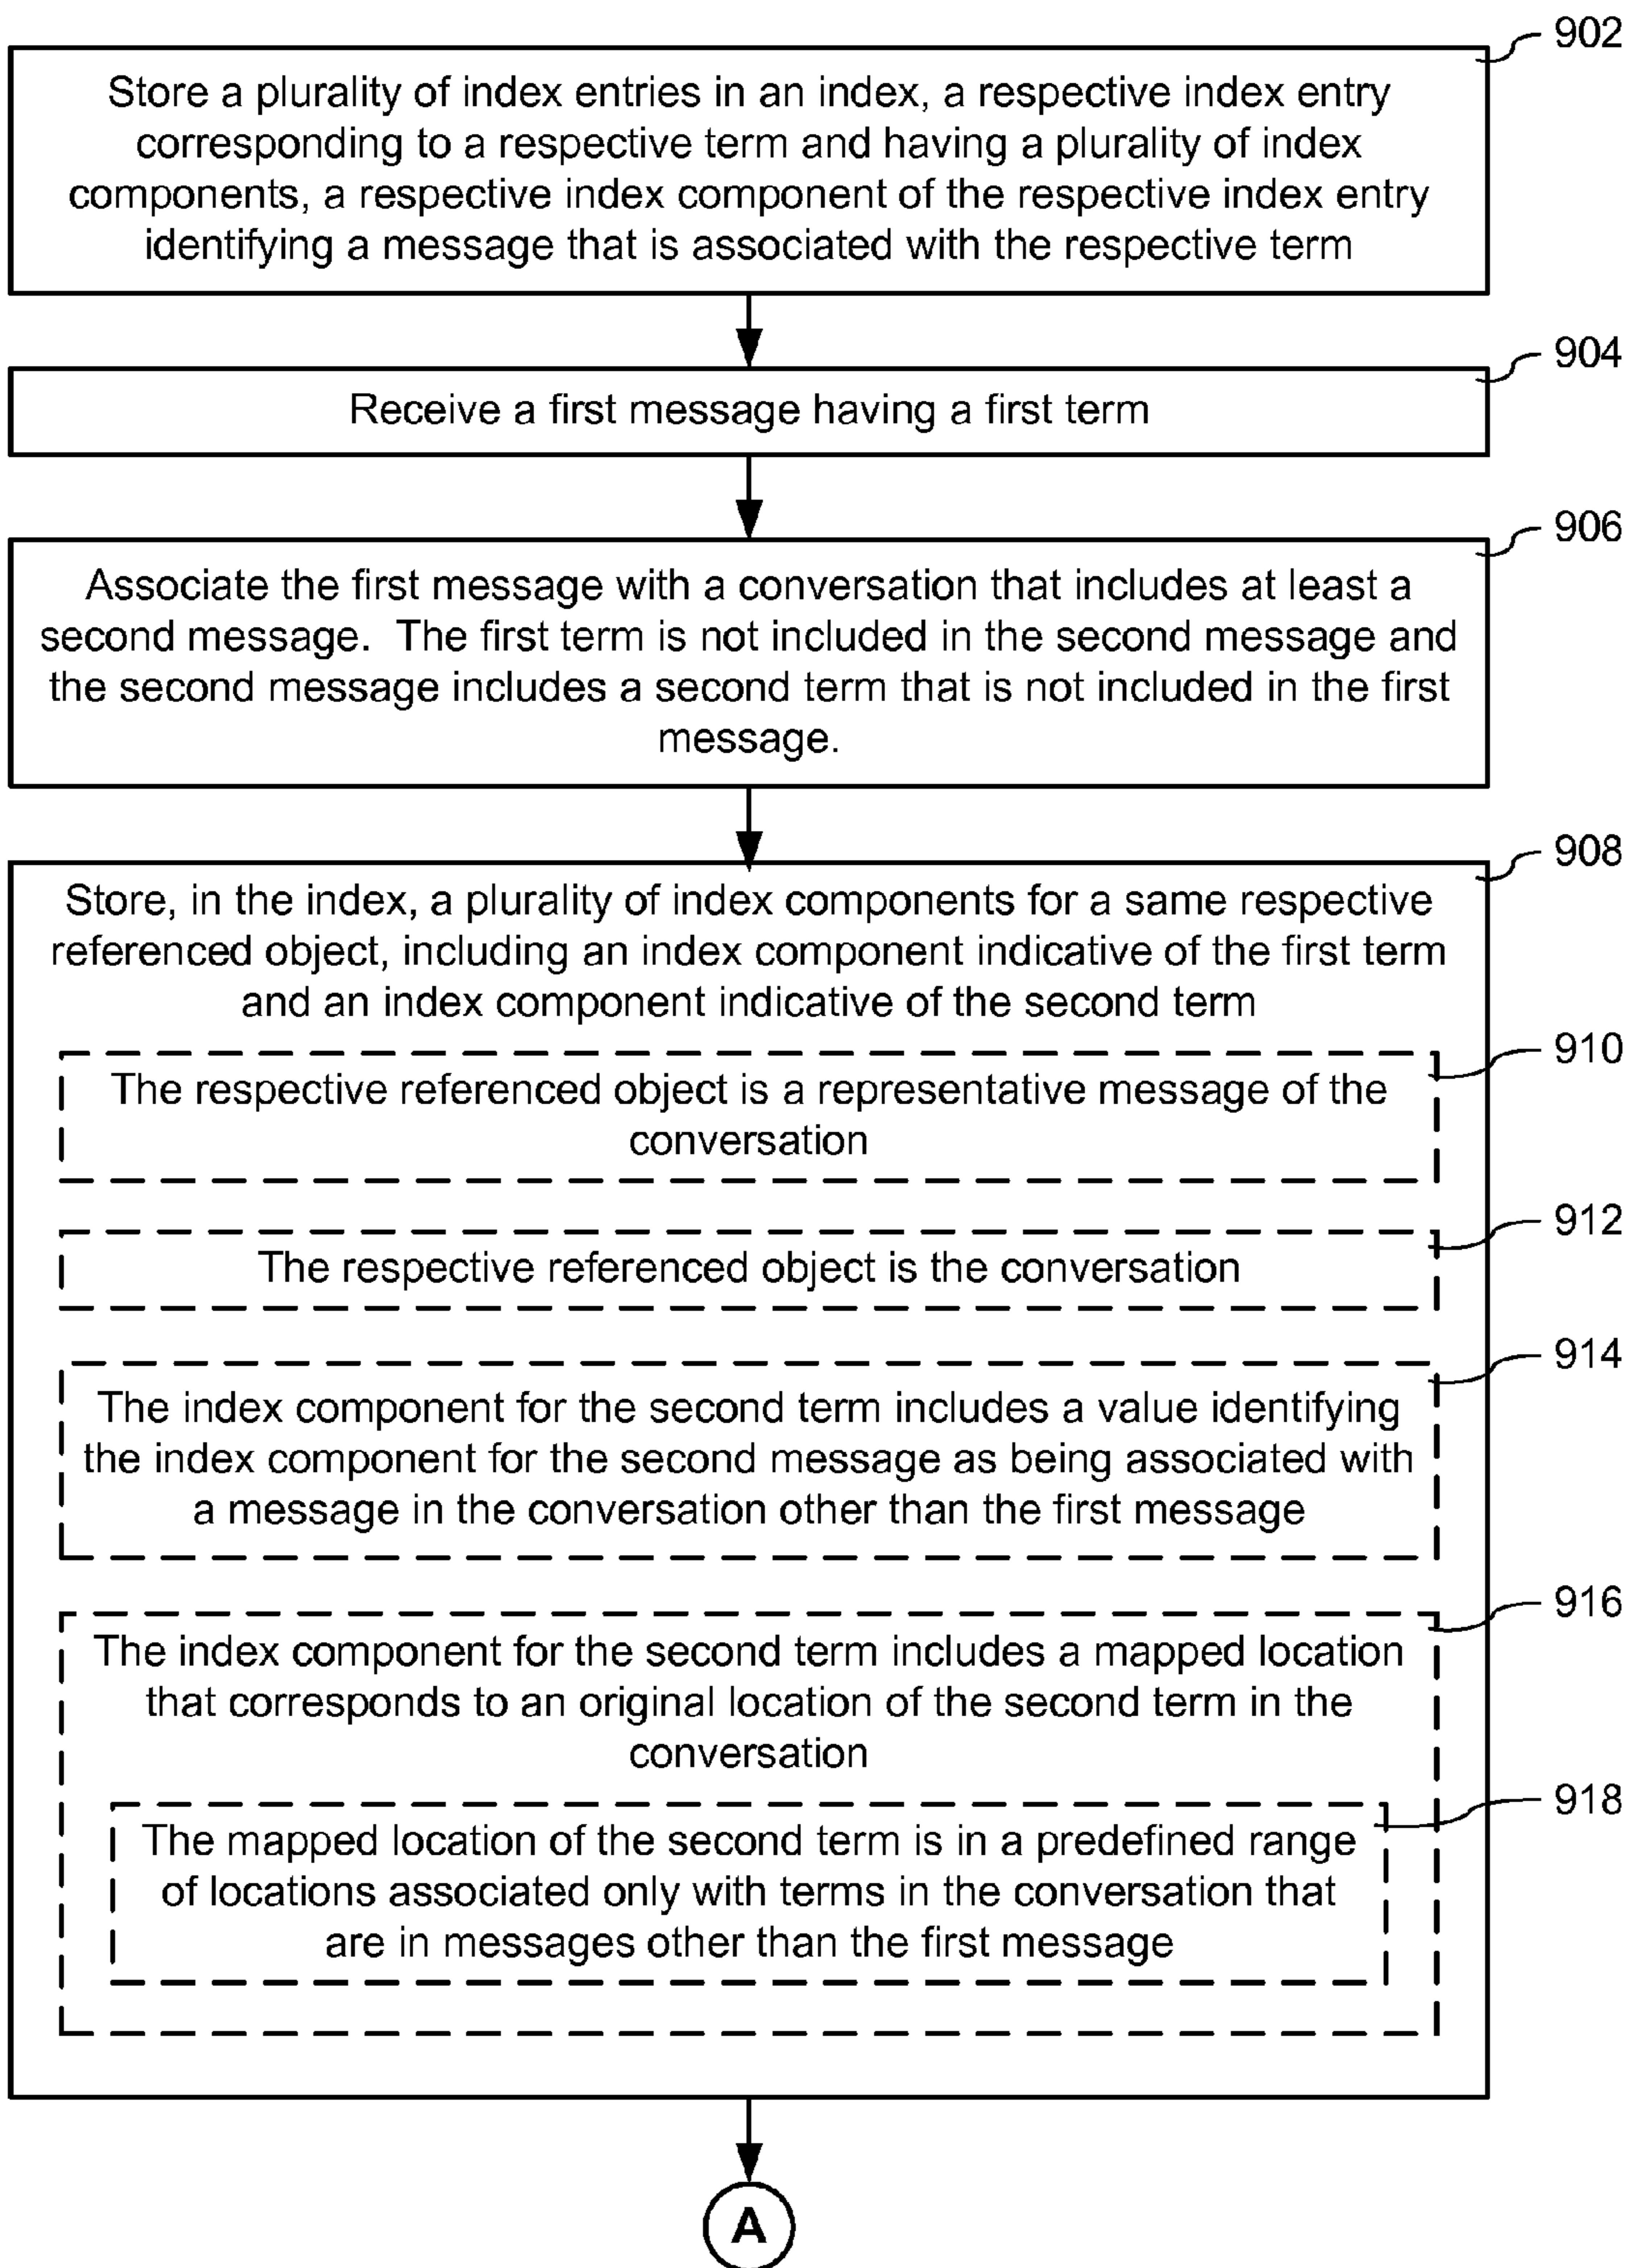 902
Store a plurality of index entries in an index, a respective index entry
corresponding to a respective term and having a plurality of index
components, a respective index component of the respective index entry
identifying a message that is associated with the respective term
904
Receive a first message having a first term
906
Associate the first message with a conversation that includes at least a
second message.  The first term is not included in the second message and
the second message includes a second term that is not included in the first
message.
908
Store, in the index, a plurality of index components for a same respective
referenced object, including an index component indicative of the first term
and an index component indicative of the second term
910
The respective referenced object is a representative message of the
conversation
912
The respective referenced object is the conversation
914
The index component for the second term includes a value identifying
the index component for the second message as being associated with
a message in the conversation other than the first message
916
The index component for the second term includes a mapped location
that corresponds to an original location of the second term in the
conversation
918
The mapped location of the second term is in a predefined range
of locations associated only with terms in the conversation that
are in messages other than the first message
A